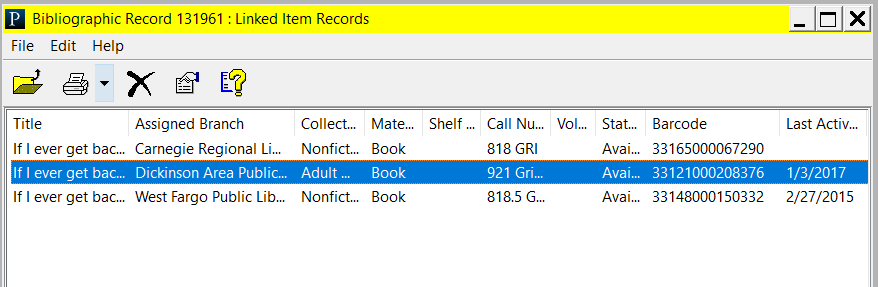 P Bibliographic Record 131961 : Linked Item Records
File Edit Help
Title Assigned Branch Collect... Mate... Shelf ... Call Nu... Vol... Stat... Barcode Last Activ...
If I ever get bac... Carnegie Regional Li... Nonfict... Book 818 GRI Avai... 33165000067290
If I ever get bac... Dickinson Area Public... Adult ... Book 921 Gri... Avai... 33121000208376 1/3/2017
If I ever get bac... West Fargo Public Lib... Nonfict... Book 818.5 G... Avai... 33148000150332 2/27/2015